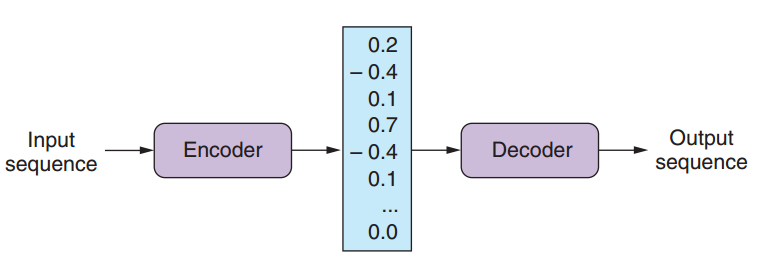 Input
sequence
Encoder
0.2
– 0.4
0.1
0.7
– 0.4
0.1
...
0.0
Decoder
Output
sequence